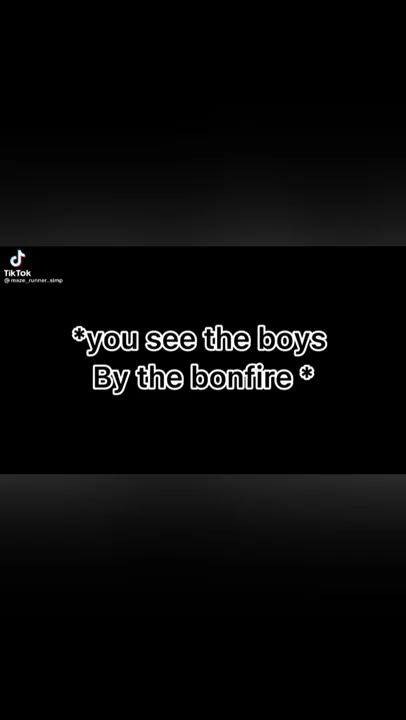 TikTok
@maze_runner.simp
*you see the boys
By the bonfire *